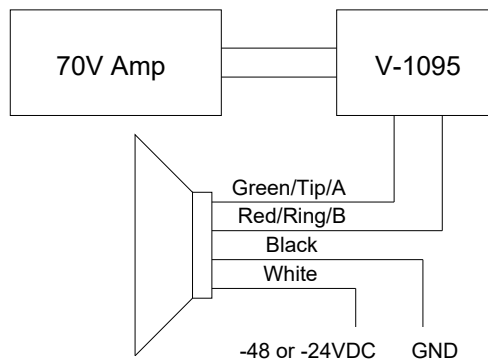 70V Amp
V-1095
Green/Tip/A
Red/Ring/B
Black
White
-48 or -24VDC
GND